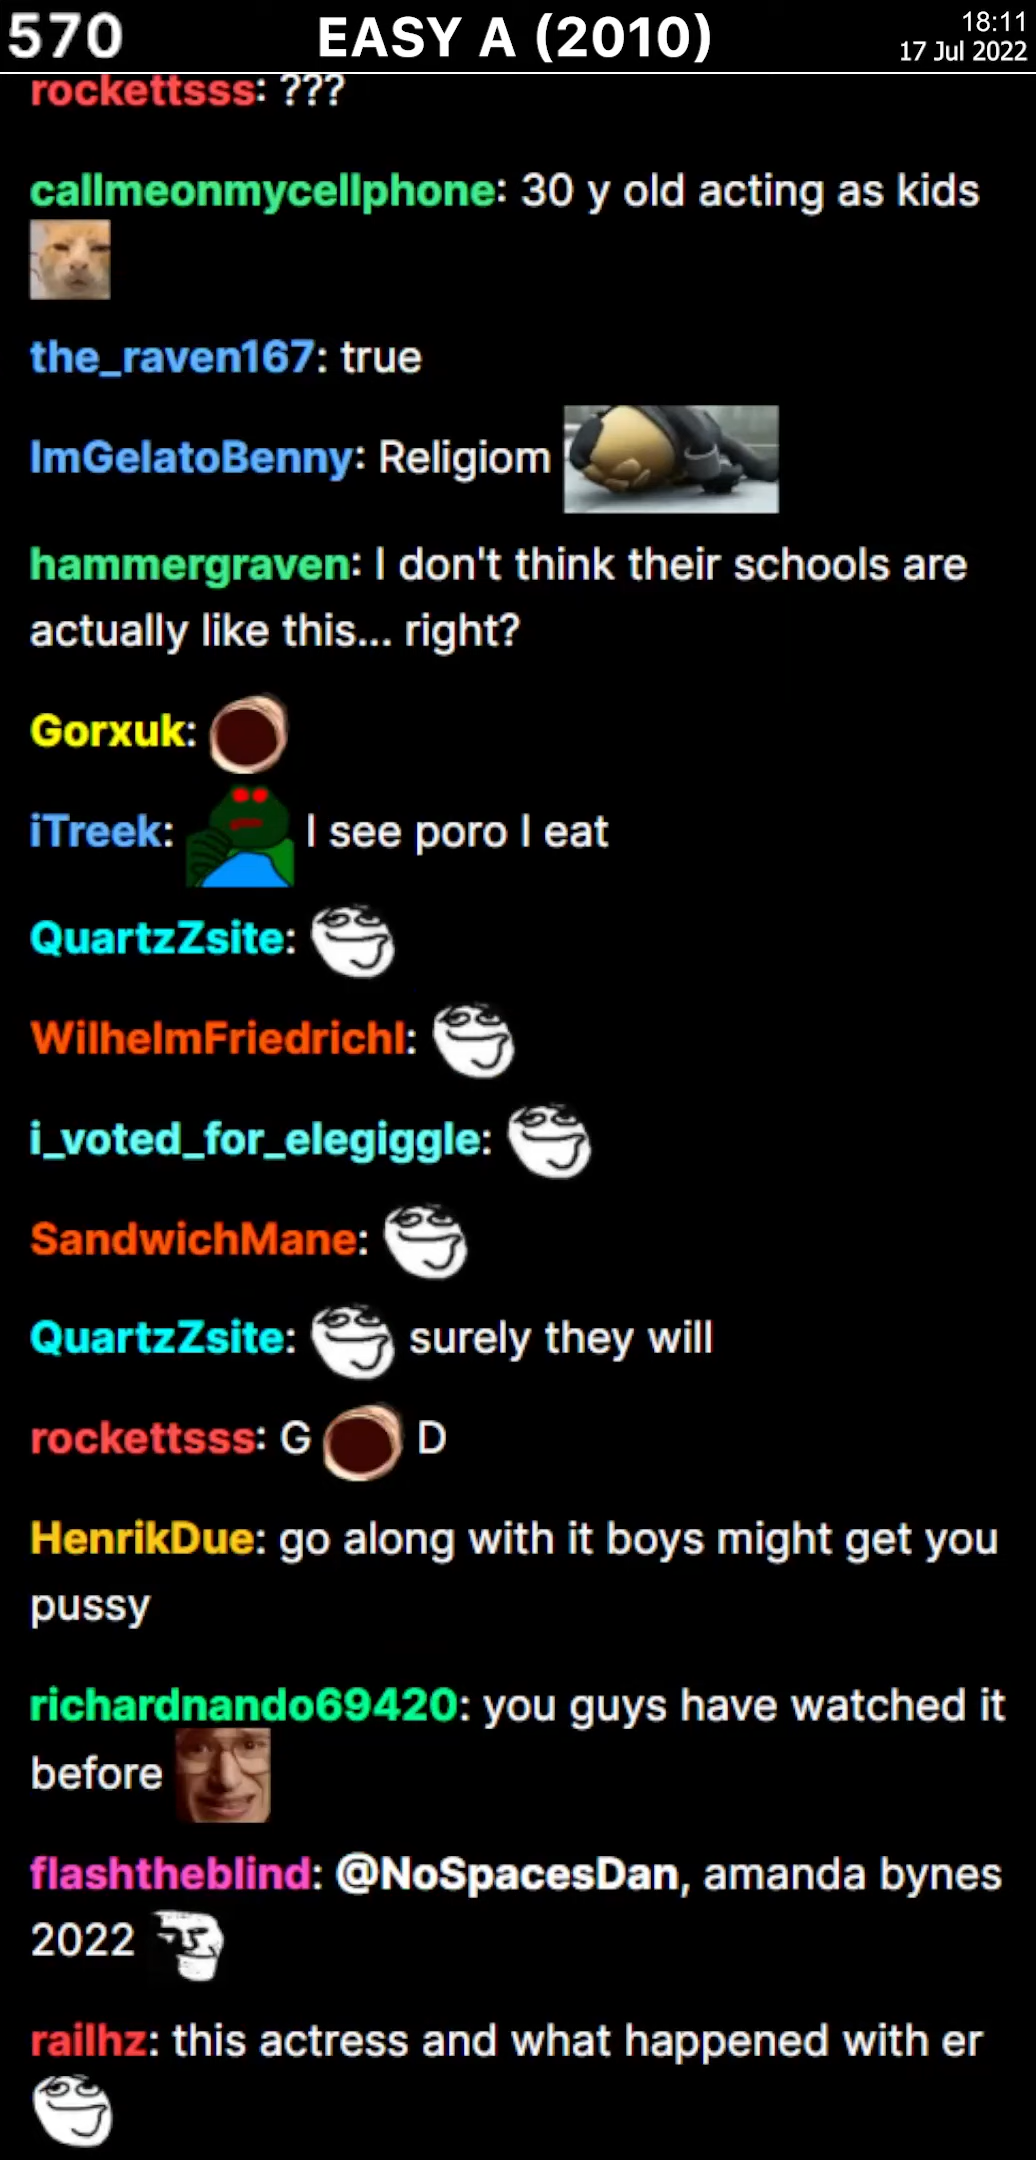 570
EASY A (2010)
18:11
17 Jul 2022
rockettsss: ???
callmeonmycellphone: 30 y old acting as kids
the_raven167: true
ImGelatoBenny: Religiom
hammergraven: I don't think their schools are
actually like this... right?
Gorxuk:
iTreek: I see poro I eat
QuartzZsite:
WilhelmFriedrichI:
i_voted_for_elegiggle:
SandwichMane:
QuartzZsite: surely they will
rockettsss: G D
HenrikDue: go along with it boys might get you
pussy
richardnando69420: you guys have watched it
before
flashtheblind: @NoSpacesDan, amanda bynes
2022
railhz: this actress and what happened with er